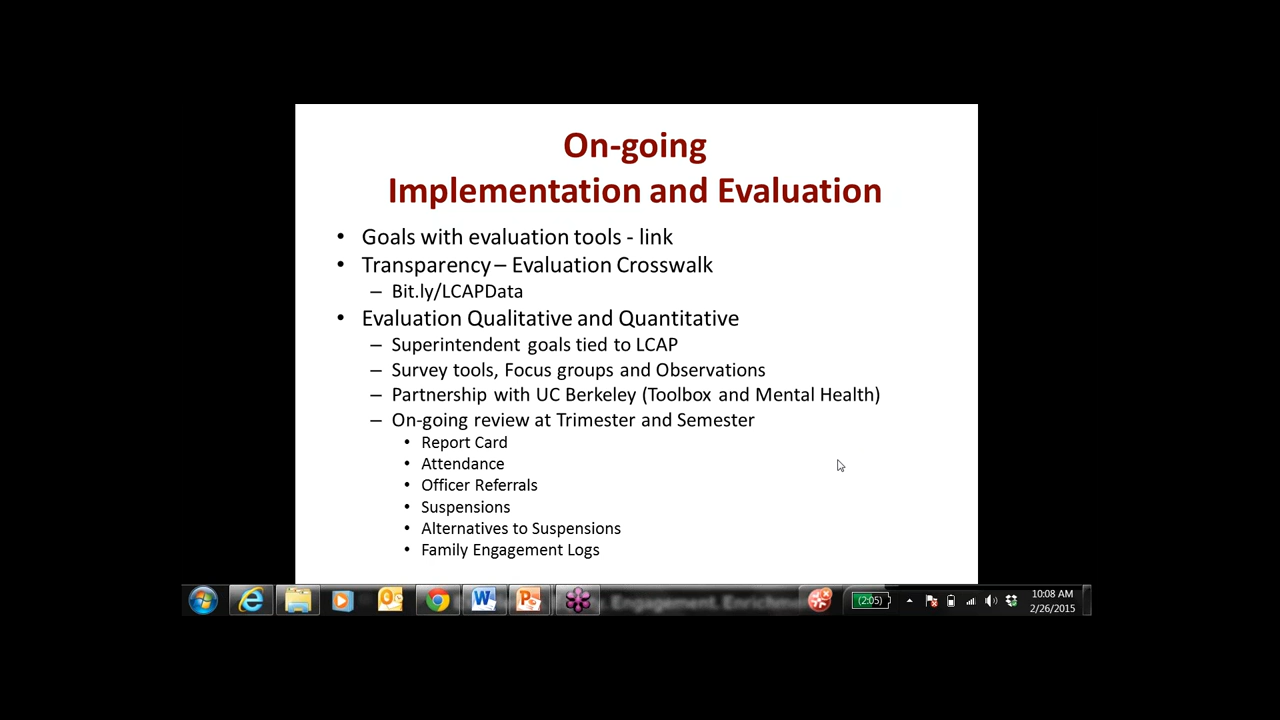 On-going
Implementation and Evaluation
• Goals with evaluation tools - link
• Transparency – Evaluation Crosswalk
– Bit.ly/LCAPData
• Evaluation Qualitative and Quantitative
– Superintendent goals tied to LCAP
– Survey tools, Focus groups and Observations
– Partnership with UC Berkeley (Toolbox and Mental Health)
– On-going review at Trimester and Semester
• Report Card
• Attendance
• Officer Referrals
• Suspensions
• Alternatives to Suspensions
• Family Engagement Logs
Engagement. (2:05) 10:08 AM
2/26/2015